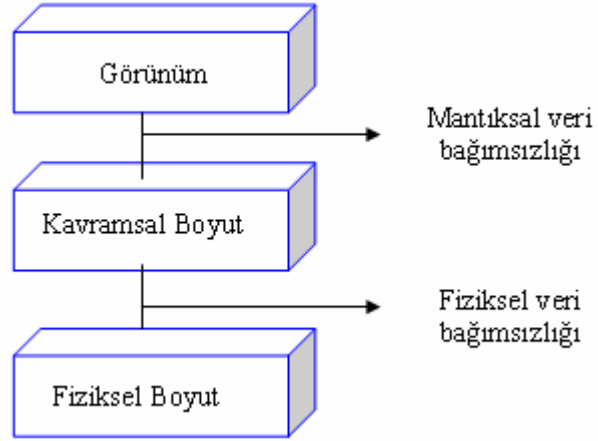 Görünüm
Mantıksal veri
bağımsızlığı
Kavramsal Boyut
Fiziksel veri
bağımsızlığı
Fiziksel Boyut